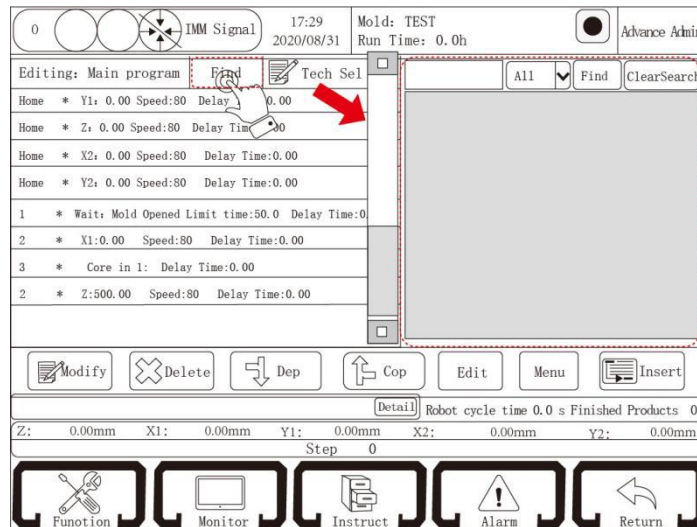 0 IMM Signal 17:29 2020/08/31 Mold: TEST Run Time: 0.0h Advance Admi
Editing: Main program Find Tech Sel All Find ClearSearch
Home * Y1: 0.00 Speed:80 Delay 0.00
Home * Z: 0.00 Speed:80 Delay Tim 00
Home * X2: 0.00 Speed:80 Delay Time:0.00
Home * Y2: 0.00 Speed:80 Delay Time:0.00
1 * Wait: Mold Opened Limit time:50.0 Delay Time:0.
2 * X1:0.00 Speed:80 Delay Time:0.00
3 * Core in 1: Delay Time:0.00
2 * Z:500.00 Speed:80 Delay Time:0.00
Modify Delete Dep Cop Edit Menu Insert
Detail Robot cycle time 0.0 s Finished Products 0
Z: 0.00mm X1: 0.00mm Y1: 0.00mm X2: 0.00mm Y2: 0.00mm
Step 0
Funotion Monitor Instruct Alarm Return